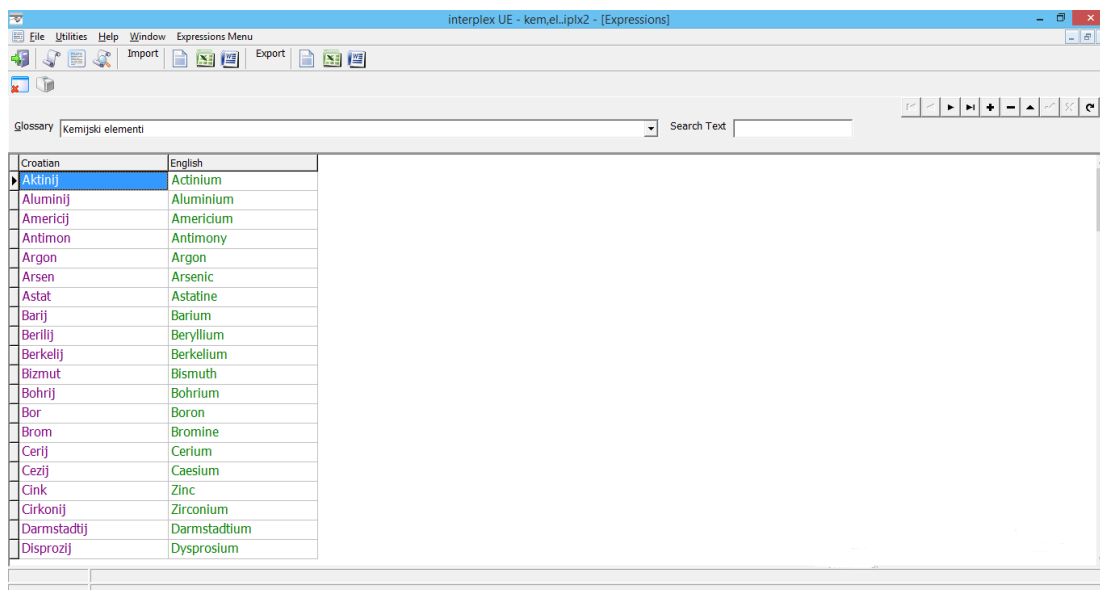 interplex UE - kem,el..iplx2 - [Expressions]
File Utilities Help Window Expressions Menu
Import Export
Glossary Kemijski elementi Search Text
Croatian English
Aktinij Actinium
Aluminij Aluminium
Americij Americium
Antimon Antimony
Argon Argon
Arsen Arsenic
Astat Astatine
Barij Barium
Berilij Beryllium
Berkelij Berkelium
Bizmut Bismuth
Bohrij Bohrium
Bor Boron
Brom Bromine
Cerij Cerium
Cezij Caesium
Cink Zinc
Cirkonij Zirconium
Darmstadtij Darmstadtium
Disprozij Dysprosium